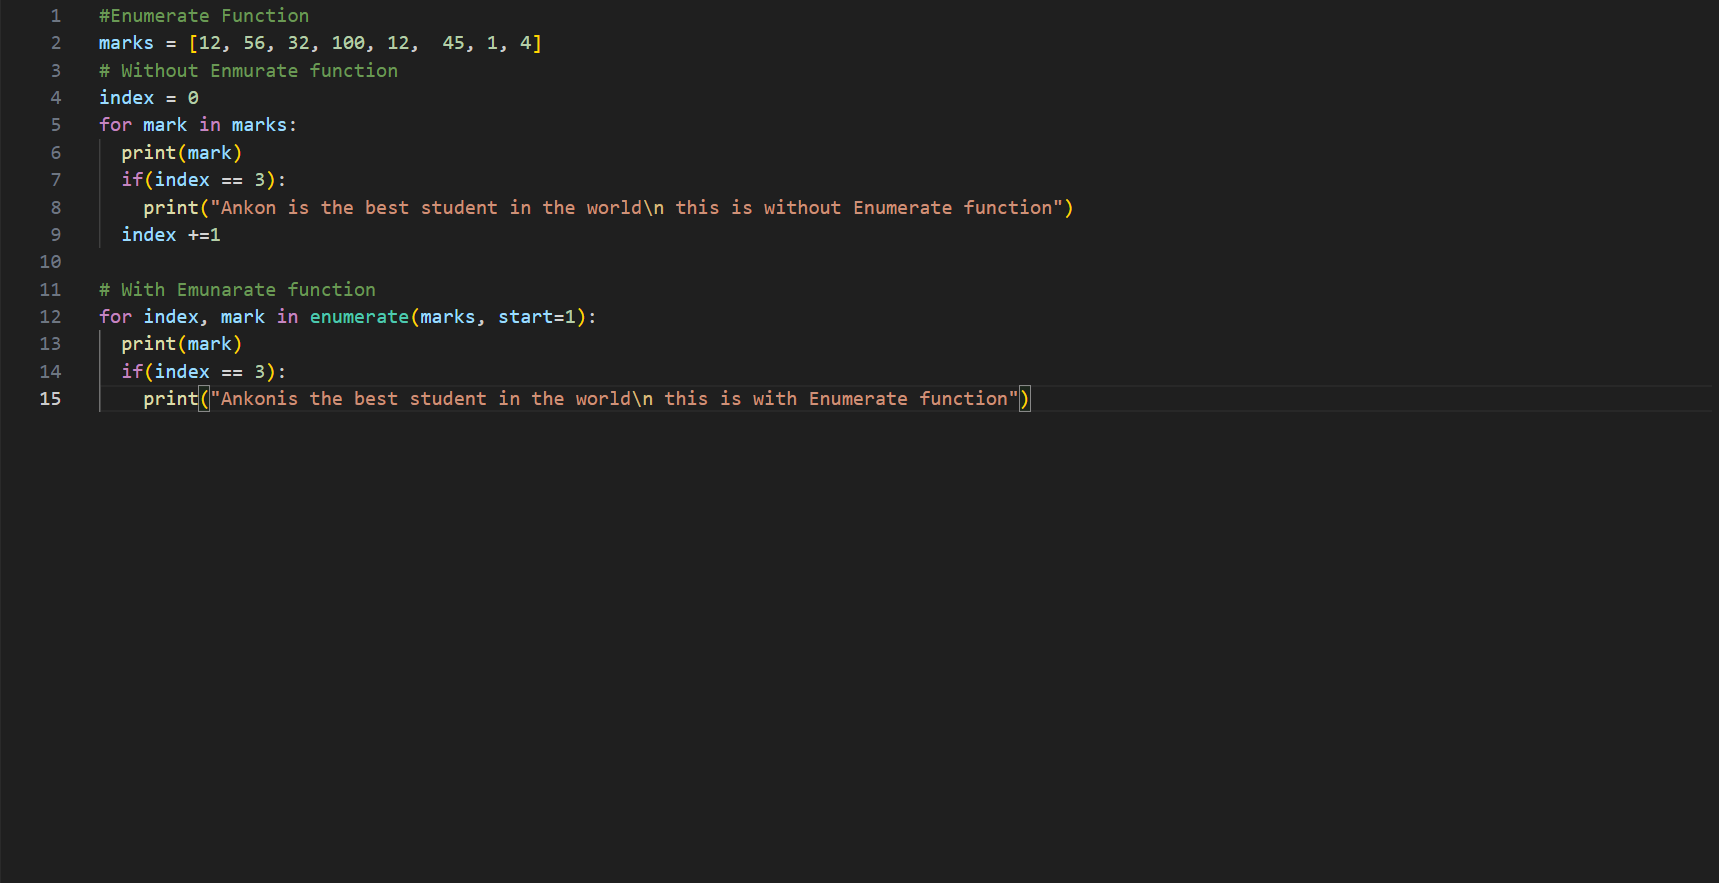 1 #Enumerate Function
2 marks = [12, 56, 32, 100, 12,  45, 1, 4]
3 # Without Enmurate function
4 index = 0
5 for mark in marks:
6   print(mark)
7   if(index == 3):
8     print("Ankon is the best student in the world\n this is without Enumerate function")
9   index +=1
10
11 # With Emunarate function
12 for index, mark in enumerate(marks, start=1):
13   print(mark)
14   if(index == 3):
15     print("Ankonis the best student in the world\n this is with Enumerate function")